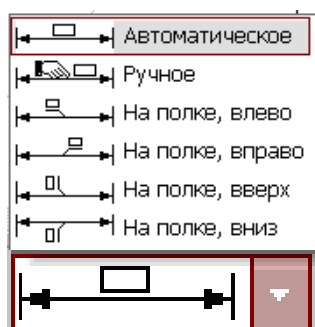 Автоматическое
Ручное
На полке, влево
На полке, вправо
На полке, вверх
На полке, вниз